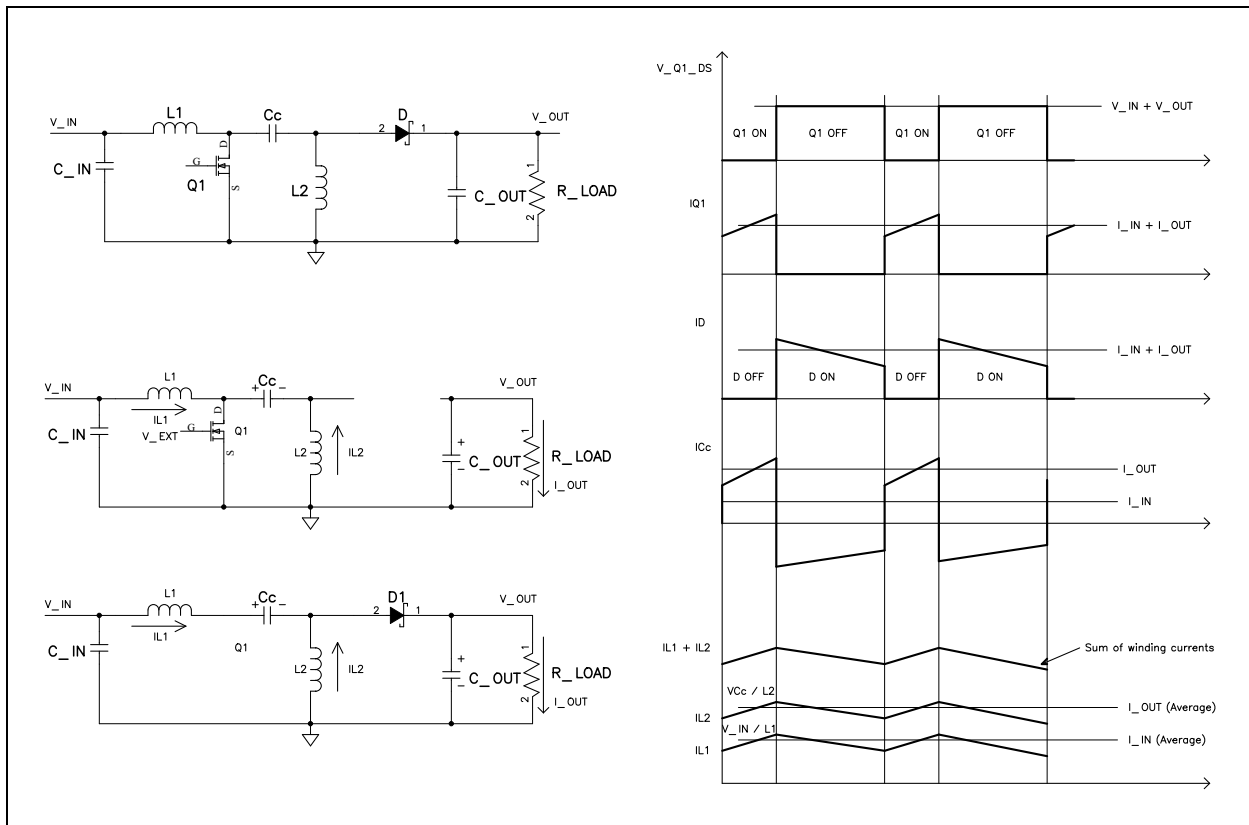 V_IN
L1
Cc
D
V_OUT
2
1
C_IN
G
D
S
Q1
L2
C_OUT
1
2
R_LOAD
V_IN
L1
IL1
+ Cc -
V_OUT
C_IN
V_EXT
G
D
S
Q1
L2
IL2
+
-
C_OUT
1
2
R_LOAD
I_OUT
V_IN
L1
IL1
+ Cc -
D1
2
1
V_OUT
C_IN
Q1
L2
IL2
+
-
C_OUT
1
2
R_LOAD
I_OUT
V_Q1_DS
V_IN + V_OUT
Q1 ON
Q1 OFF
Q1 ON
Q1 OFF
IQ1
I_IN + I_OUT
ID
I_IN + I_OUT
D OFF
D ON
D OFF
D ON
ICc
I_OUT
I_IN
IL1 + IL2
Sum of winding currents
VCc / L2
I_OUT (Average)
IL2
V_IN / L1
I_IN (Average)
IL1